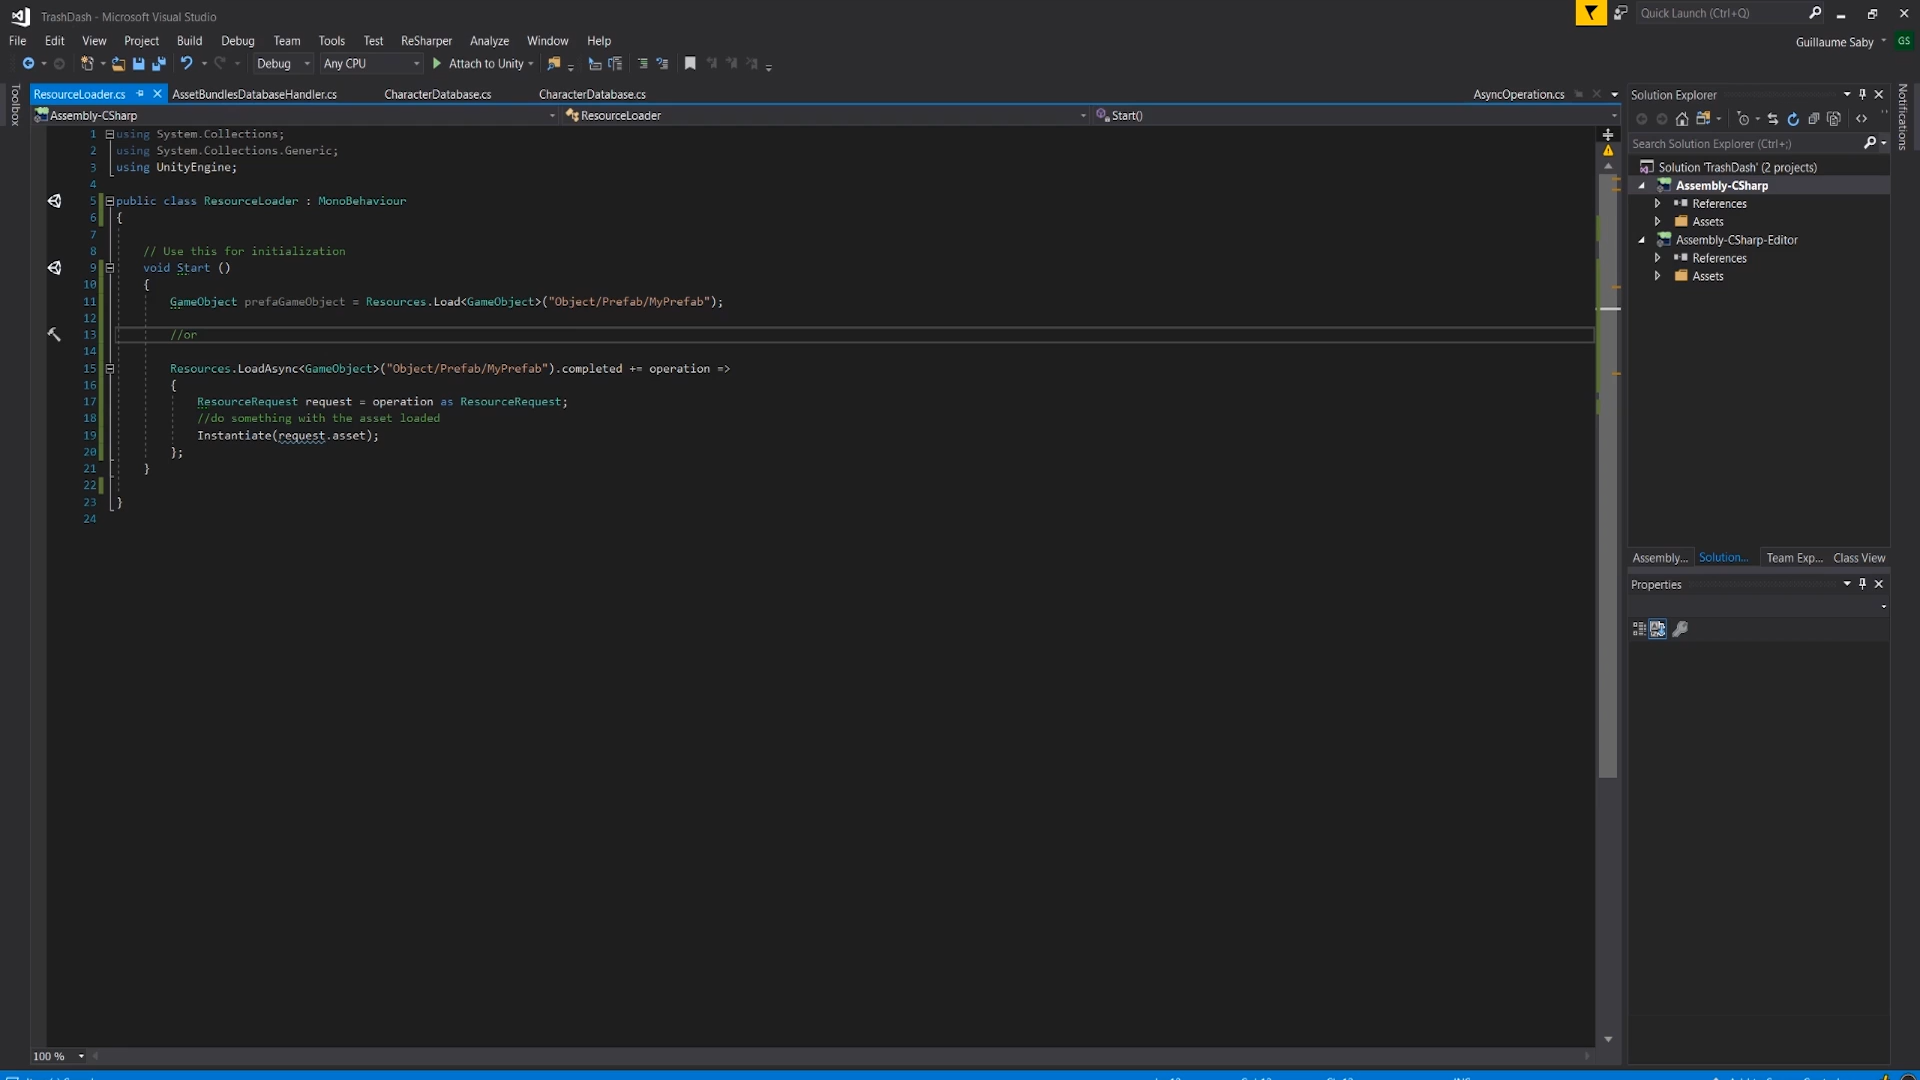 TrashDash - Microsoft Visual Studio
Quick Launch (Ctrl+Q)
File Edit View Project Build Debug Team Tools Test ReSharper Analyze Window Help
Guillaume Saby GS
Debug Any CPU Attach to Unity
Toolbox
ResourceLoader.cs AssetBundlesDatabaseHandler.cs CharacterDatabase.cs CharacterDatabase.cs AsyncOperation.cs
Assembly-CSharp ResourceLoader Start()
1 using System.Collections;
2 using System.Collections.Generic;
3 using UnityEngine;
4
5 public class ResourceLoader : MonoBehaviour
6 {
7
8 // Use this for initialization
9 void Start ()
10 {
11 GameObject prefaGameObject = Resources.Load<GameObject>("Object/Prefab/MyPrefab");
12
13 //or
14
15 Resources.LoadAsync<GameObject>("Object/Prefab/MyPrefab").completed += operation =>
16 {
17 ResourceRequest request = operation as ResourceRequest;
18 //do something with the asset loaded
19 Instantiate(request.asset);
20 };
21 }
22
23 }
24
100 %
Solution Explorer
Search Solution Explorer (Ctrl+;)
Solution 'TrashDash' (2 projects)
Assembly-CSharp
References
Assets
Assembly-CSharp-Editor
References
Assets
Assembly... Solution... Team Exp... Class View
Properties
Notifications